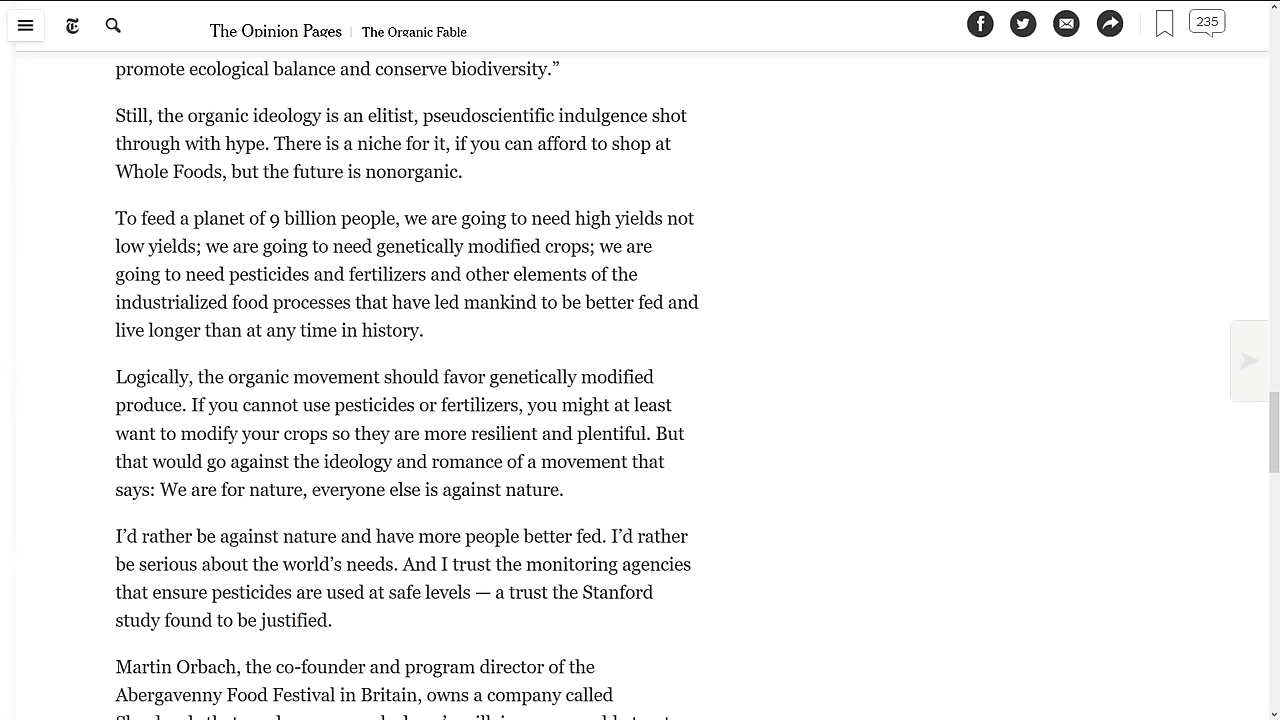 The Opinion Pages | The Organic Fable
235
promote ecological balance and conserve biodiversity.”
Still, the organic ideology is an elitist, pseudoscientific indulgence shot
through with hype. There is a niche for it, if you can afford to shop at
Whole Foods, but the future is nonorganic.
To feed a planet of 9 billion people, we are going to need high yields not
low yields; we are going to need genetically modified crops; we are
going to need pesticides and fertilizers and other elements of the
industrialized food processes that have led mankind to be better fed and
live longer than at any time in history.
Logically, the organic movement should favor genetically modified
produce. If you cannot use pesticides or fertilizers, you might at least
want to modify your crops so they are more resilient and plentiful. But
that would go against the ideology and romance of a movement that
says: We are for nature, everyone else is against nature.
I’d rather be against nature and have more people better fed. I’d rather
be serious about the world’s needs. And I trust the monitoring agencies
that ensure pesticides are used at safe levels — a trust the Stanford
study found to be justified.
Martin Orbach, the co-founder and program director of the
Abergavenny Food Festival in Britain, owns a company called